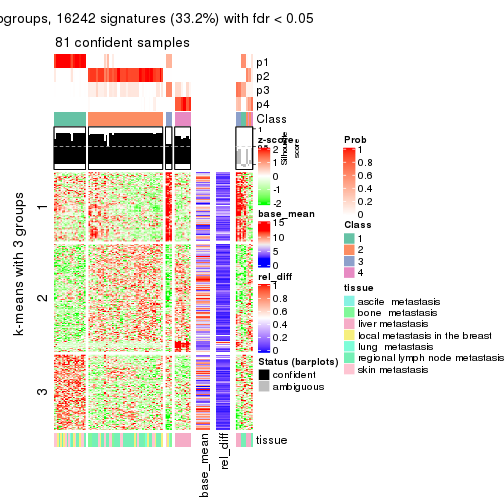 ogroups, 16242 signatures (33.2%) with fdr < 0.05
81 confident samples
p1
p2
p3
p4
Class
1
Silhouette
score
k-means with 3 groups
1
2
3
tissue
base_mean
rel_diff
z-score
2
1
0
-1
-2
base_mean
15
10
5
0
rel_diff
1
0.8
0.6
0.4
0.2
0
Status (barplots)
confident
ambiguous
Prob
1
0.8
0.6
0.4
0.2
0
Class
1
2
3
4
tissue
ascite metastasis
bone metastasis
liver metastasis
local metastasis in the breast
lung metastasis
regional lymph node metastasis
skin metastasis